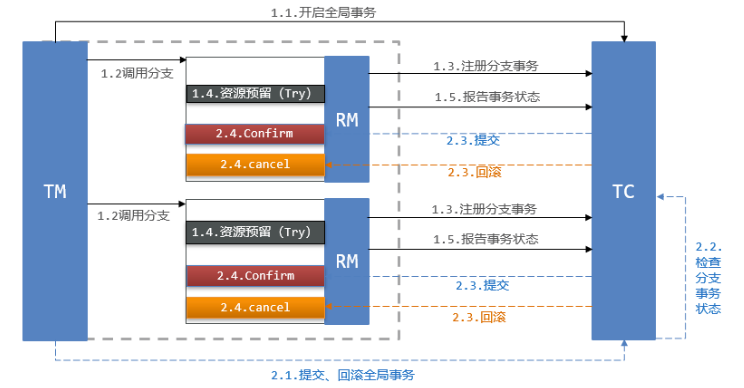 1.1.开启全局事务
TM
1.2调用分支
1.4.资源预留（Try）
2.4.Confirm
2.4.cancel
RM
1.3.注册分支事务
1.5.报告事务状态
2.3.提交
2.3.回滚
TC
1.2调用分支
1.4.资源预留（Try）
2.4.Confirm
2.4.cancel
RM
1.3.注册分支事务
1.5.报告事务状态
2.3.提交
2.3.回滚
2.2.
检查
分支
事务
状态
2.1.提交、回滚全局事务